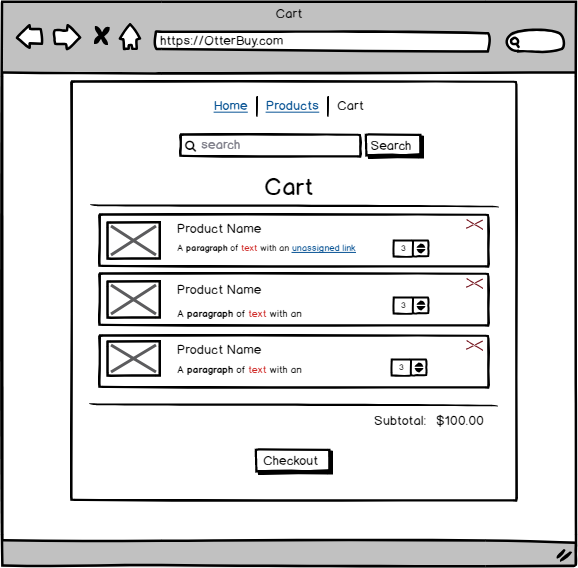 Cart
https://OtterBuy.com
Home Products Cart
search Search
Cart
Product Name
A paragraph of text with an unassigned link
3
Product Name
A paragraph of text with an
3
Product Name
A paragraph of text with an
3
Subtotal: $100.00
Checkout